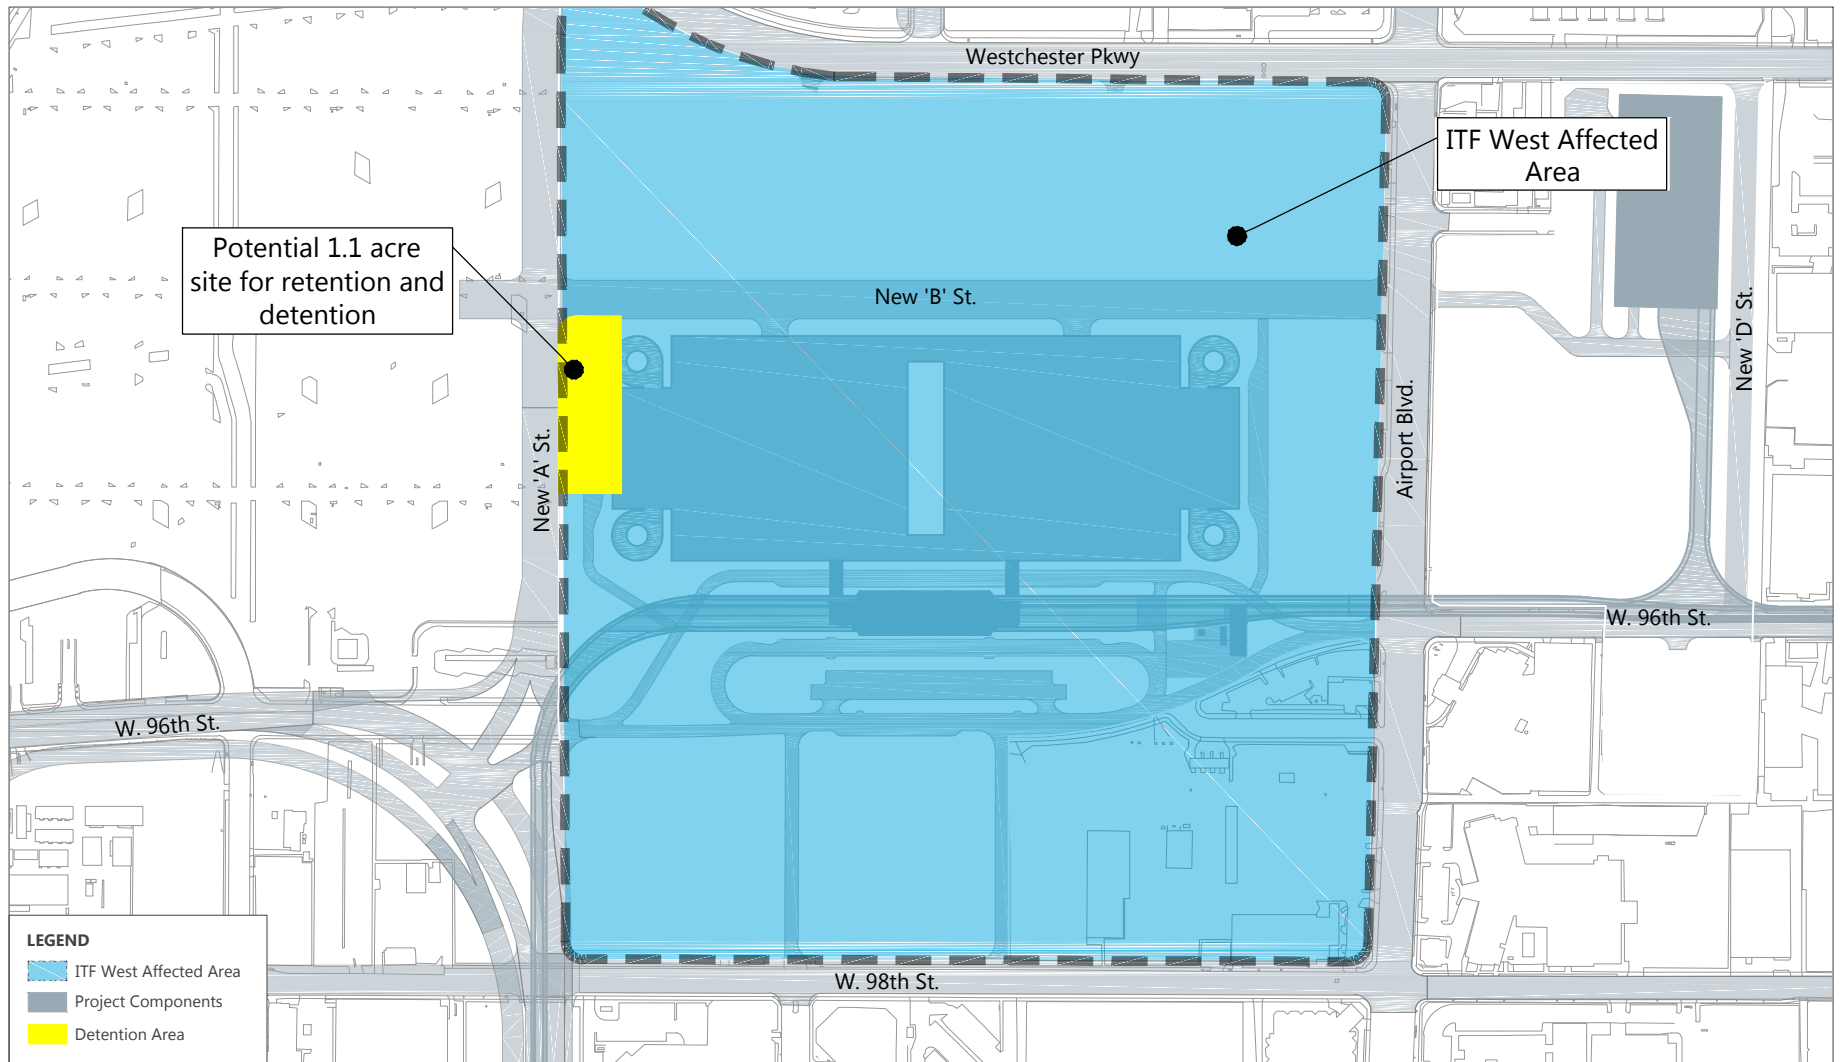 Westchester Pkwy
ITF West Affected
Area
Potential 1.1 acre
site for retention and
detention
New 'B' St.
New 'D' St.
Airport Blvd.
New 'A' St.
W. 96th St.
W. 96th St.
W. 98th St.
LEGEND
ITF West Affected Area
Project Components
Detention Area